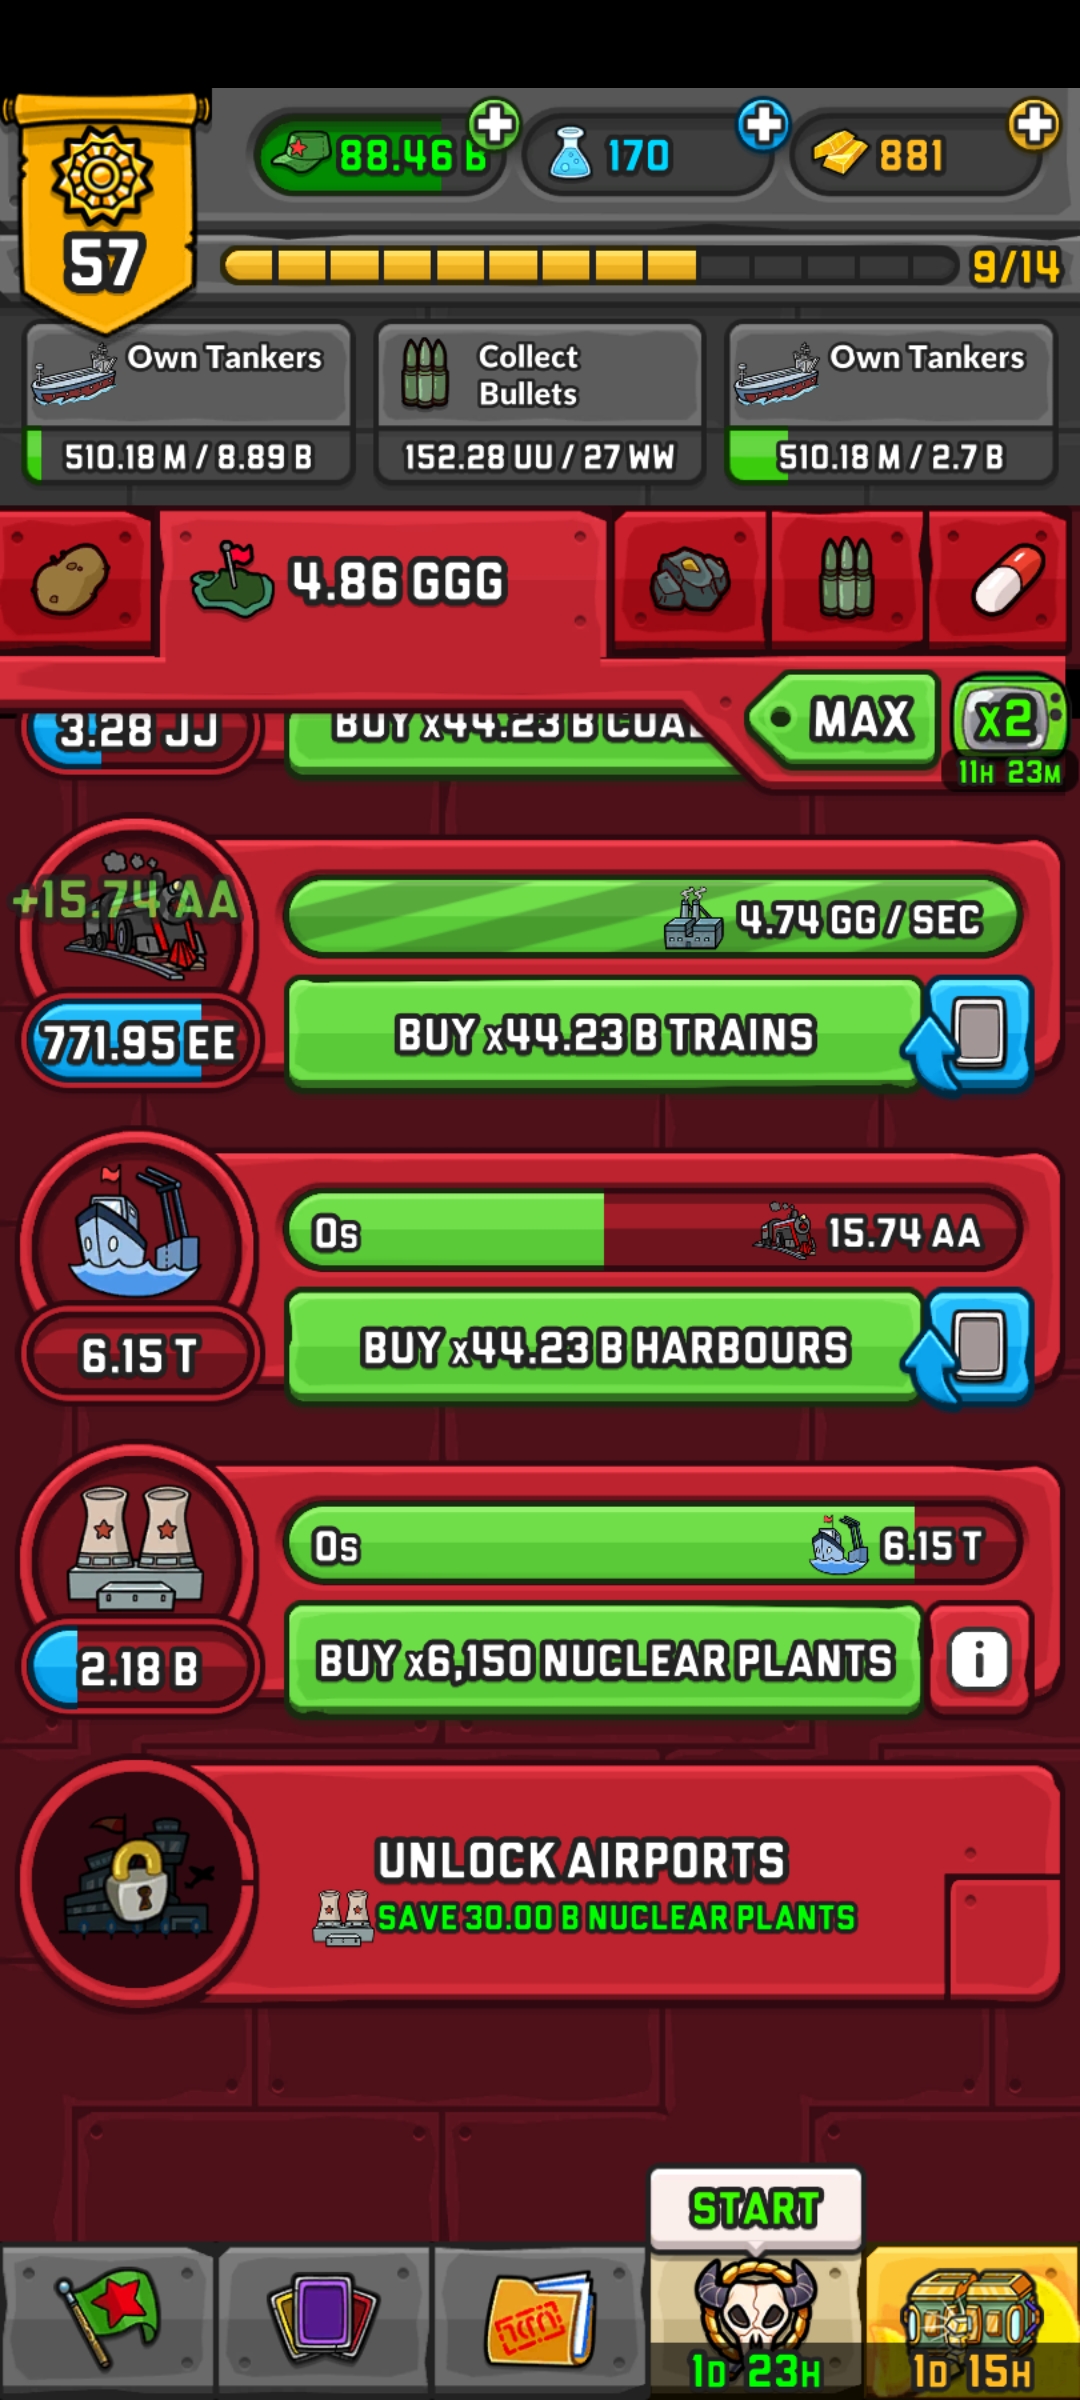 88.46 B
170
881
57
9/14
Own Tankers
510.18 M / 8.89 B
Collect
Bullets
152.28 UU / 27 WW
Own Tankers
510.18 M / 2.7 B
4.86 GGG
MAX
x2
11H 23M
3.28 JJ
BUY x44.23 B COAL
+15.74 AA
4.74 GG / SEC
771.95 EE
BUY x44.23 B TRAINS
0s
15.74 AA
6.15 T
BUY x44.23 B HARBOURS
0s
6.15 T
2.18 B
BUY x6,150 NUCLEAR PLANTS
i
UNLOCK AIRPORTS
SAVE 30.00 B NUCLEAR PLANTS
START
1D 23H
1D 15H